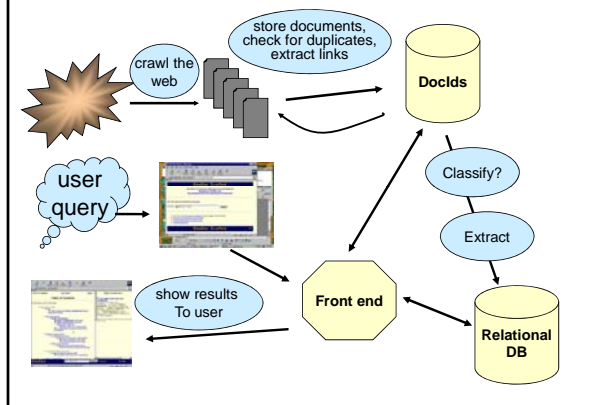 store documents,
check for duplicates,
extract links
crawl the
web
DocIds
user
query
Classify?
Extract
show results
To user
Front end
Relational
DB